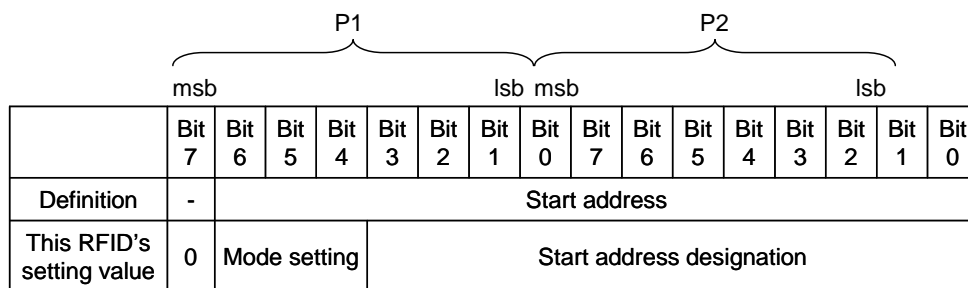 P1 P2
msb lsb msb lsb
Bit 7 Bit 6 Bit 5 Bit 4 Bit 3 Bit 2 Bit 1 Bit 0 Bit 7 Bit 6 Bit 5 Bit 4 Bit 3 Bit 2 Bit 1 Bit 0
Definition - Start address
This RFID's setting value 0 Mode setting Start address designation